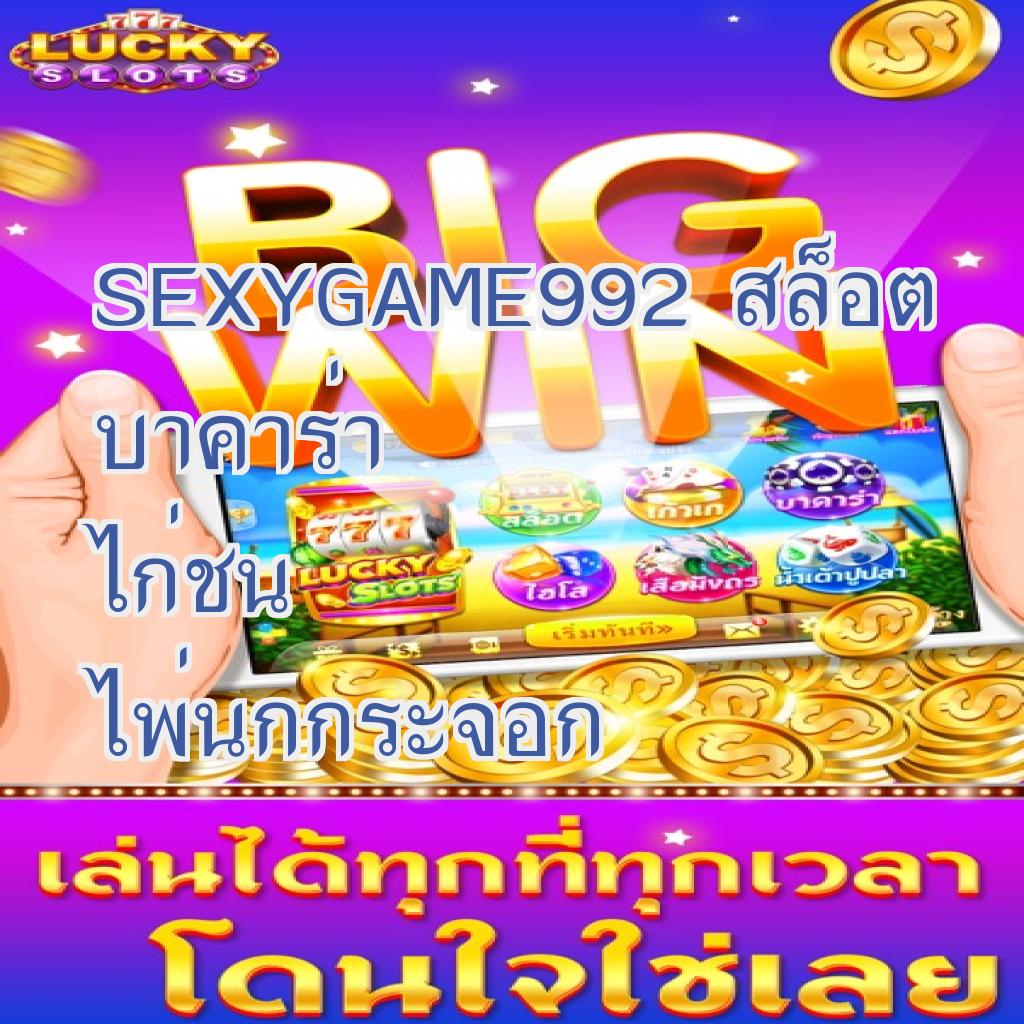 777
LUCKY
SLOTS
BIG
WIN
SEXYGAME992 สล็อต
บาคาร่า
ไก่ชน
ไพ่นกกระจอก
777
LUCKY
SLOTS
สล็อต
เก้าเก
บาคาร่า
ไฮโล
เสือมังกร
น้ำเต้าปูปลา
เริ่มทันที»
เล่นได้ทุกที่ทุกเวลา
โดนใจใช่เลย